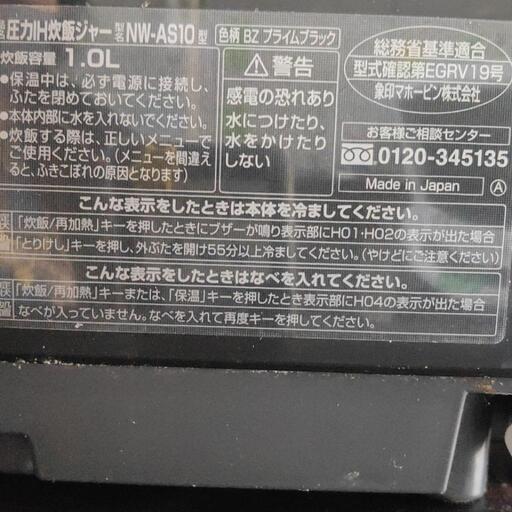 圧力IH炊飯ジャー 型名 NW-AS10型 色柄 BZ プライムブラック
炊飯容量 1.0L
●保温中は、必ず電源に接続し、
ふたを閉めておいてください。
●本体内部に水を入れないでください。
●炊飯する際は、正しいメニューで
ご使用ください。(メニューを間違え
ると、ふきこぼれの原因となります)
警告
感電の恐れあり
水につけたり、
水をかけたり
しない
総務省基準適合
型式確認第EGRV19号
象印マホービン株式会社
お客様ご相談センター
0120-345135
Made in Japan
A
こんな表示をしたときは本体を冷ましてください。
「炊飯/再加熱」キーを押したときにブザーが鳴り表示部にH01・H02の表示が出た場合
「とりけし」キーを押し、外ぶたを開け55分以上冷ましてください。(やけどにご注意ください)
こんな表示をしたときはなべを入れてください。
「炊飯/再加熱」キーまたは、「保温」キーを押したとき表示部にH04の表示が出た場合
なべが入っていません。なべを入れて再度キーを押してください。